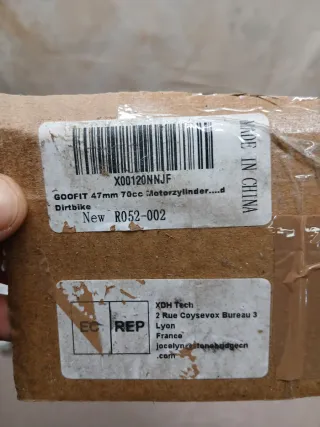 X00120NNJF
GOOFIT 47mm 70cc Motorzylinder....d
Dirtbike
New R052-002
MADE IN CHINA
EC REP
XDH Tech
2 Rue Coysevox Bureau 3
Lyon
France
.com